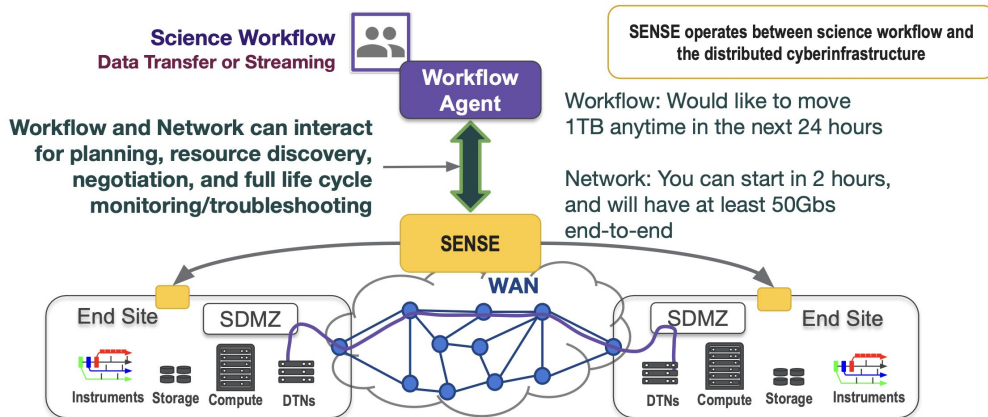 Science Workflow
Data Transfer or Streaming
SENSE operates between science workflow and
the distributed cyberinfrastructure
Workflow
Agent
Workflow: Would like to move
1TB anytime in the next 24 hours
Workflow and Network can interact
for planning, resource discovery,
negotiation, and full life cycle
monitoring/troubleshooting
Network: You can start in 2 hours,
and will have at least 50Gbs
end-to-end
SENSE
WAN
End Site
SDMZ
Instruments
Storage
Compute
DTNs
SDMZ
End Site
DTNs
Compute
Storage
Instruments